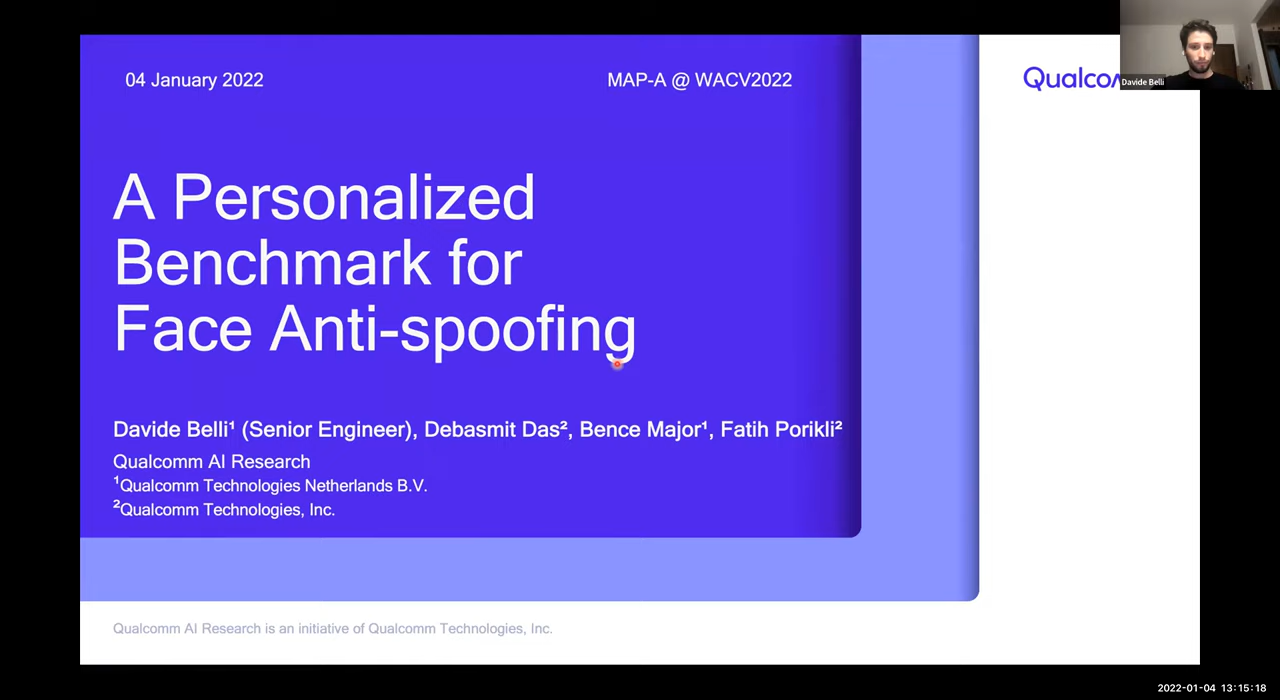 04 January 2022
MAP-A @ WACV2022
Davide Belli
A Personalized
Benchmark for
Face Anti-spoofing
Davide Belli¹ (Senior Engineer), Debasmit Das², Bence Major¹, Fatih Porikli²
Qualcomm AI Research
¹Qualcomm Technologies Netherlands B.V.
²Qualcomm Technologies, Inc.
Qualcomm AI Research is an initiative of Qualcomm Technologies, Inc.
2022-01-04 13:15:18